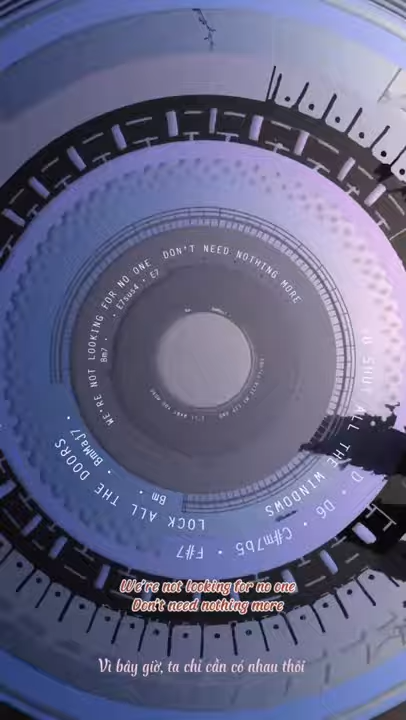 WE'RE NOT LOOKING FOR NO ONE DON'T NEED NOTHING MORE
Bm7 • • E7sus4 • E7
SHUT ALL THE WINDOWS
LOCK ALL THE DOORS
D • D6 • C#m7b5 • F#7
Bm • BmMaj7 •
We're not looking for no one
Don't need nothing more
Vì bây giờ, ta chỉ cần có nhau thôi